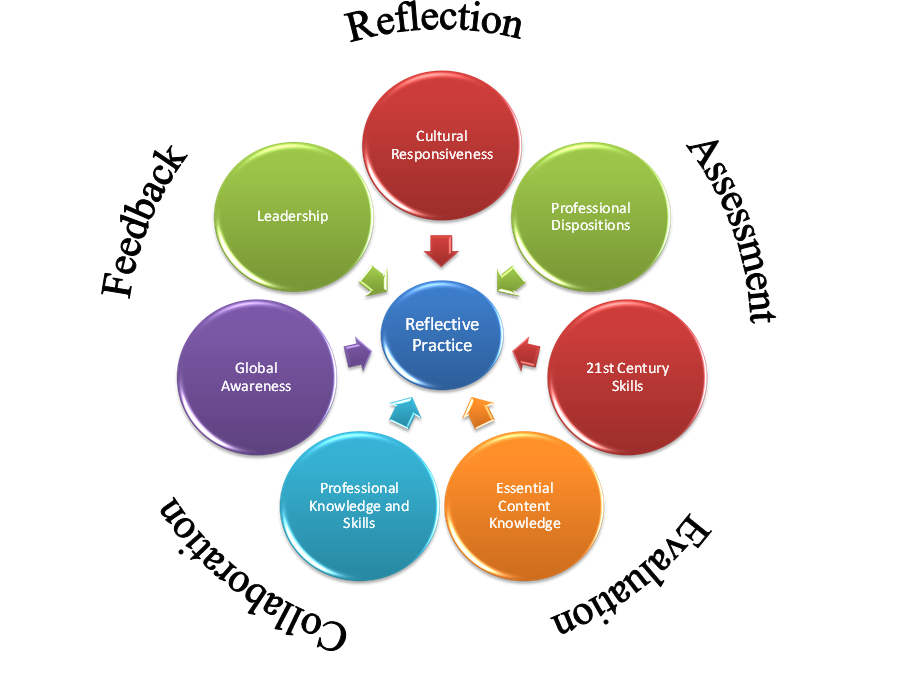 Reflection
Cultural
Responsiveness
Assessment
Feedback
Leadership
Professional
Dispositions
Reflective
Practice
Global
Awareness
21st Century
Skills
Professional
Knowledge and
Skills
Essential
Content
Knowledge
Collaboration
Evaluation